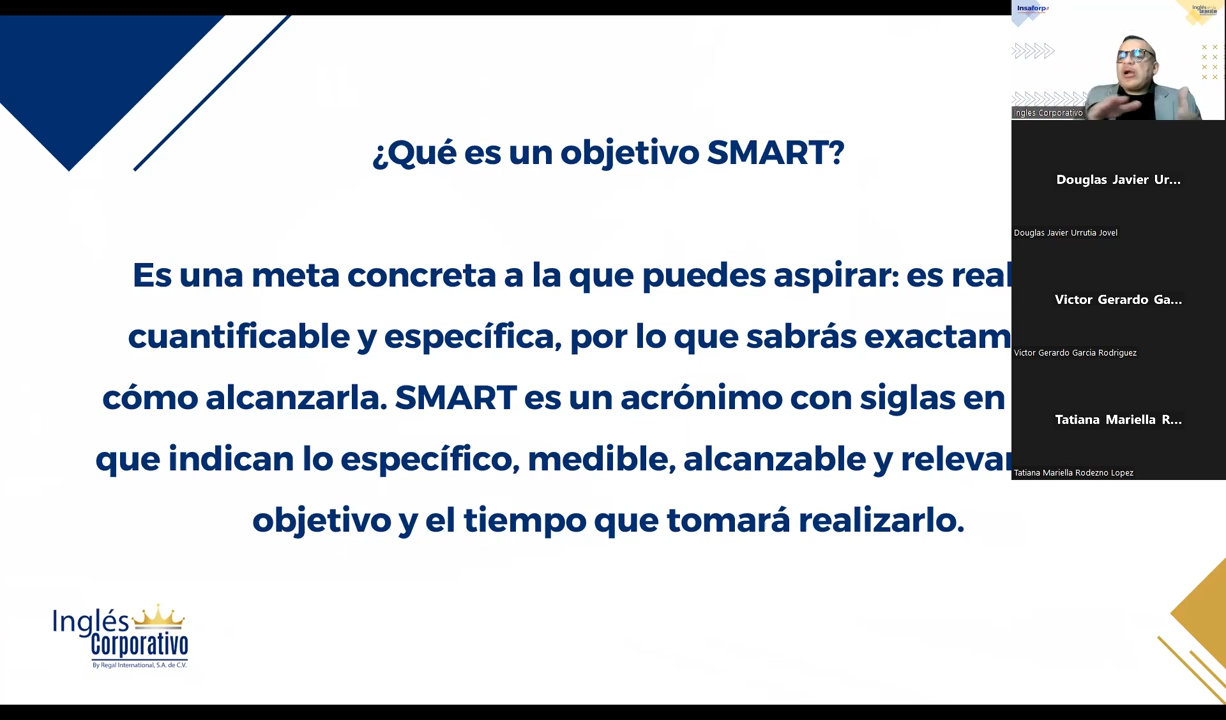 ¿Qué es un objetivo SMART?
Es una meta concreta a la que puedes aspirar: es real
cuantificable y específica, por lo que sabrás exactam
cómo alcanzarla. SMART es un acrónimo con siglas en
que indican lo específico, medible, alcanzable y relevan
objetivo y el tiempo que tomará realizarlo.
Inglés
Corporativo
By Regal International, S.A. de C.V.
Insaforp
Ingles Corporativo
Douglas Javier Ur...
Douglas Javier Urrutia Jovel
Victor Gerardo Ga...
Victor Gerardo Garcia Rodriguez
Tatiana Mariella R...
Tatiana Mariella Rodezno Lopez